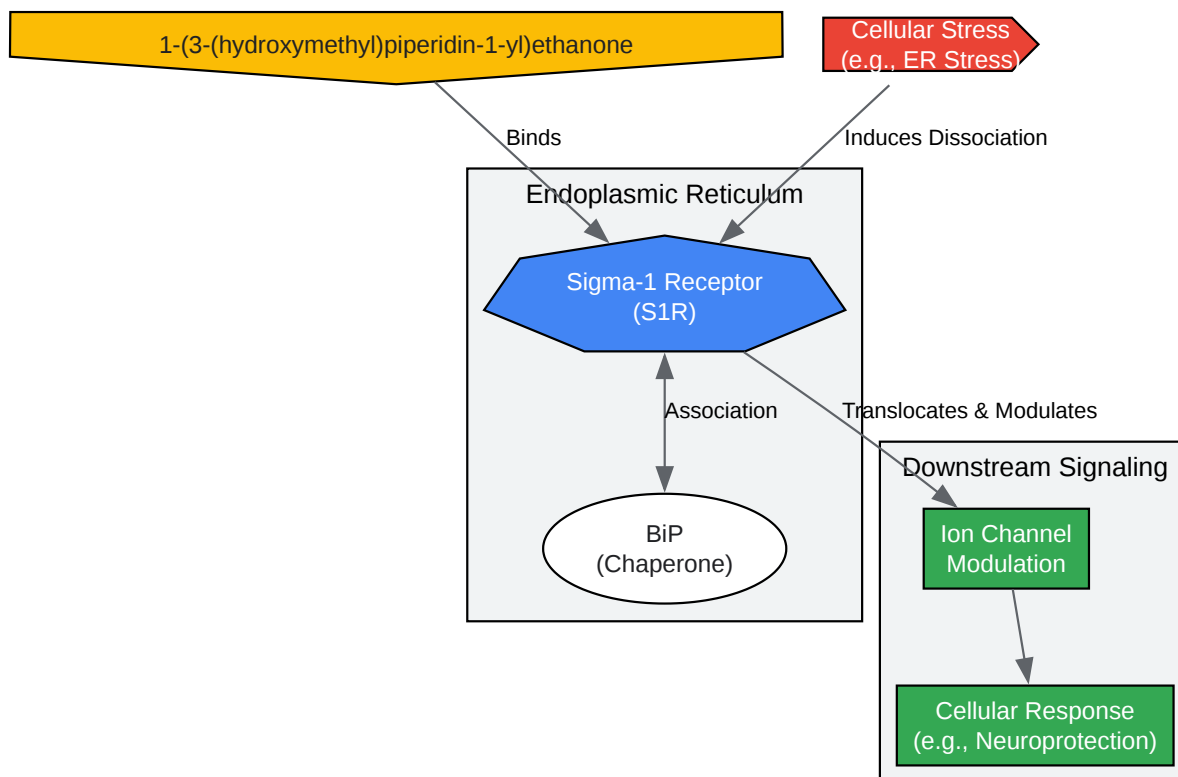 1-(3-(hydroxymethyl)piperidin-1-yl)ethanone
Cellular Stress
(e.g., ER Stress)
Binds
Induces Dissociation
Endoplasmic Reticulum
Sigma-1 Receptor
(S1R)
Association
Translocates & Modulates
Downstream Signaling
BiP
(Chaperone)
Ion Channel
Modulation
Cellular Response
(e.g., Neuroprotection)